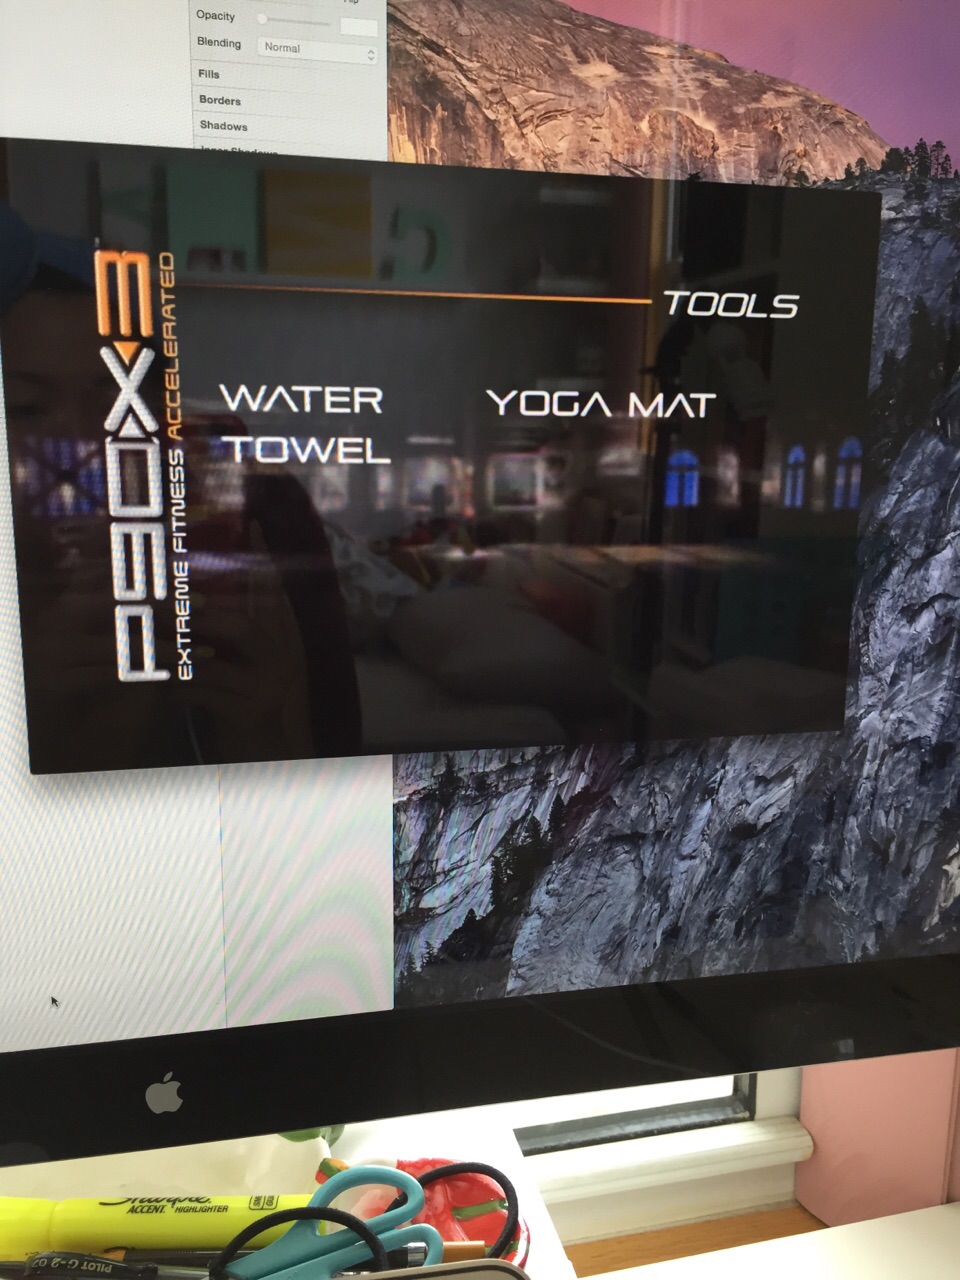 Opacity
Blending
Normal
Fills
Borders
Shadows
P90X3
EXTREME FITNESS ACCELERATED
TOOLS
WATER
TOWEL
YOGA MAT
Sharpie
ACCENT HIGHLIGHTER
PILOT G-2 07